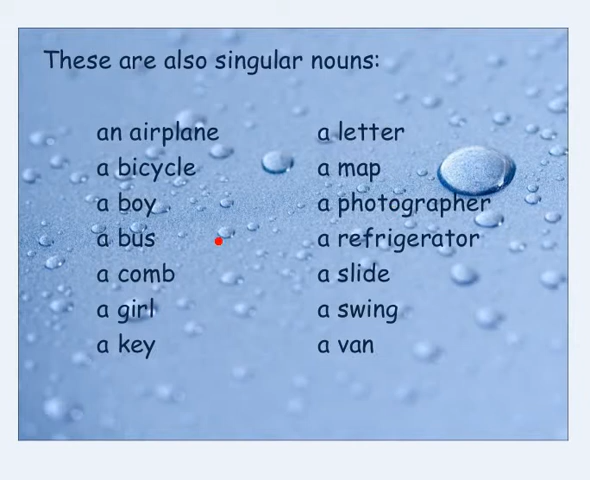 These are also singular nouns:
an airplane
a bicycle
a boy
a bus
a comb
a girl
a key
a letter
a map
a photographer
a refrigerator
a slide
a swing
a van